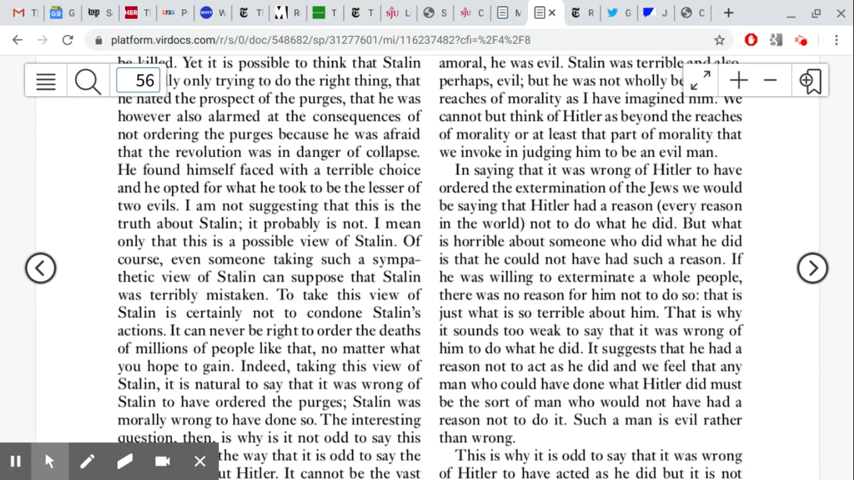 platform.virdocs.com/r/s/0/doc/548682/sp/31277601/mi/116237482?cfi=%2F4%2F8
56
be killed. Yet it is possible to think that Stalin
lly only trying to do the right thing, that
he hated the prospect of the purges, that he was
however also alarmed at the consequences of
not ordering the purges because he was afraid
that the revolution was in danger of collapse.
He found himself faced with a terrible choice
and he opted for what he took to be the lesser of
two evils. I am not suggesting that this is the
truth about Stalin; it probably is not. I mean
only that this is a possible view of Stalin. Of
course, even someone taking such a sympa-
thetic view of Stalin can suppose that Stalin
was terribly mistaken. To take this view of
Stalin is certainly not to condone Stalin's
actions. It can never be right to order the deaths
of millions of people like that, no matter what
you hope to gain. Indeed, taking this view of
Stalin, it is natural to say that it was wrong of
Stalin to have ordered the purges; Stalin was
morally wrong to have done so. The interesting
question, then, is why is it not odd to say this
the way that it is odd to say the
ut Hitler. It cannot be the vast
amoral, he was evil. Stalin was terrible and also,
perhaps, evil; but he was not wholly be
reaches of morality as I have imagined him. We
cannot but think of Hitler as beyond the reaches
of morality or at least that part of morality that
we invoke in judging him to be an evil man.
In saying that it was wrong of Hitler to have
ordered the extermination of the Jews we would
be saying that Hitler had a reason (every reason
in the world) not to do what he did. But what
is horrible about someone who did what he did
is that he could not have had such a reason. If
he was willing to exterminate a whole people,
there was no reason for him not to do so: that is
just what is so terrible about him. That is why
it sounds too weak to say that it was wrong of
him to do what he did. It suggests that he had a
reason not to act as he did and we feel that any
man who could have done what Hitler did must
be the sort of man who would not have had a
reason not to do it. Such a man is evil rather
than wrong.
This is why it is odd to say that it was wrong
of Hitler to have acted as he did but it is not